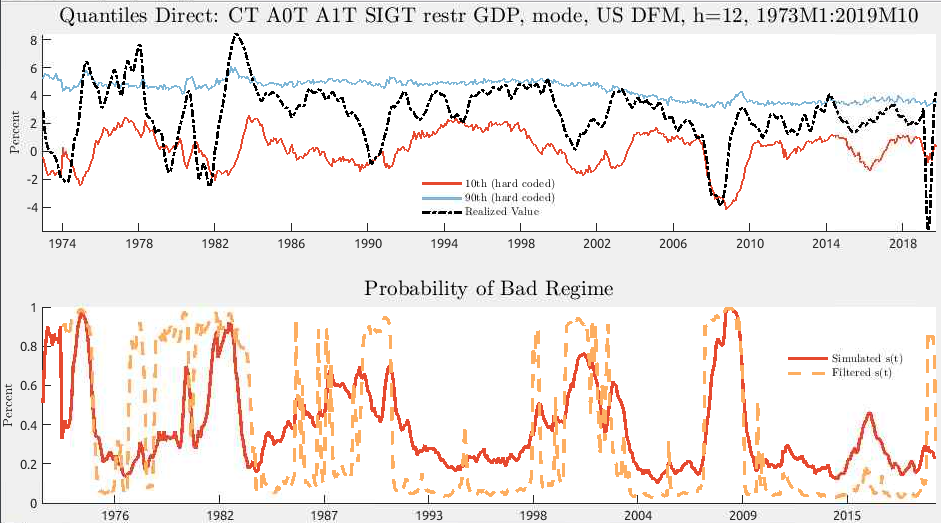 Quantiles Direct: CT A0T A1T SIGT restr GDP, mode, US DFM, h=12, 1973M1:2019M10
8
6
4
2
0
-2
-4
Percent
10th (hard coded)
90th (hard coded)
Realized Value
1974 1978 1982 1986 1990 1994 1998 2002 2006 2010 2014 2018
Probability of Bad Regime
1
0.8
0.6
0.4
0.2
0
Percent
Simulated s(t)
Filtered s(t)
1976 1982 1987 1993 1998 2004 2009 2015